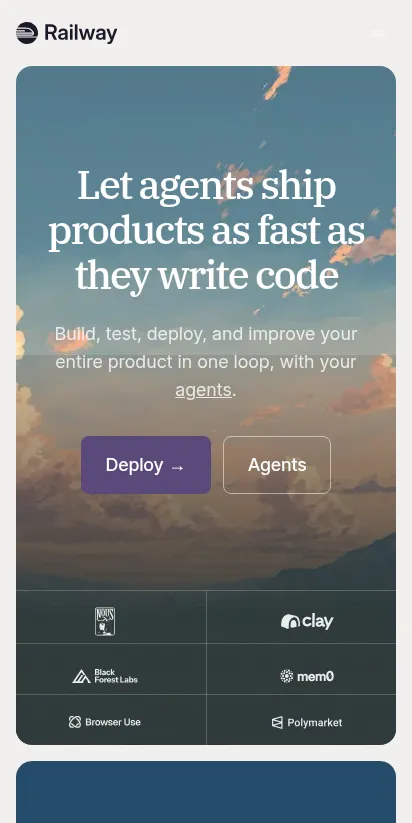 Railway
Let agents ship
products as fast as
they write code
Build, test, deploy, and improve your
entire product in one loop, with your
agents.
Deploy →
Agents
NOUS
clay
Black
Forest Labs
mem0
Browser Use
Polymarket